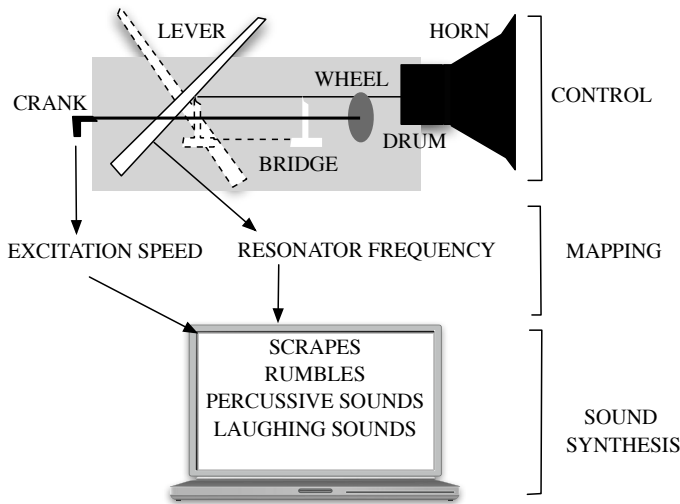 LEVER
HORN
WHEEL
CRANK
CONTROL
DRUM
BRIDGE
EXCITATION SPEED
RESONATOR FREQUENCY
MAPPING
SCRAPES
RUMBLES
PERCUSSIVE SOUNDS
LAUGHING SOUNDS
SOUND
SYNTHESIS